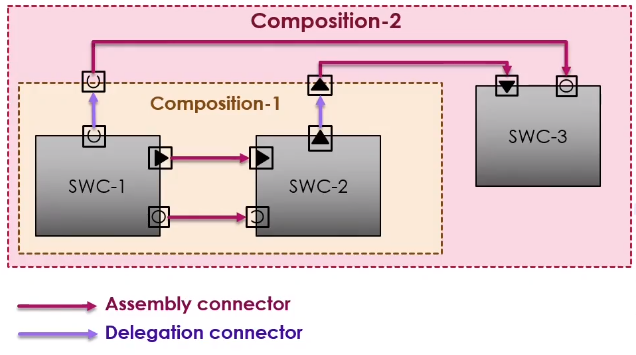 Composition-2
Composition-1
SWC-3
SWC-1
SWC-2
Assembly connector
Delegation connector